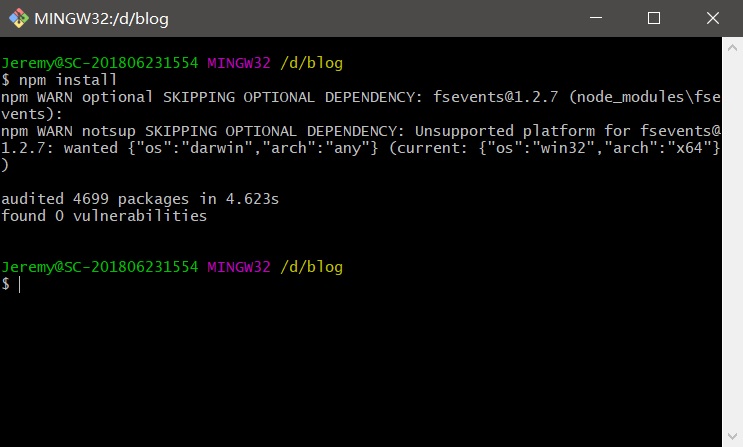 MINGW32:/d/blog
Jeremy@SC-201806231554 MINGW32 /d/blog
$ npm install
npm WARN optional SKIPPING OPTIONAL DEPENDENCY: fsevents@1.2.7 (node_modules\fse
vents):
npm WARN notsup SKIPPING OPTIONAL DEPENDENCY: Unsupported platform for fsevents@
1.2.7: wanted {"os":"darwin","arch":"any"} (current: {"os":"win32","arch":"x64"}
)
audited 4699 packages in 4.623s
found 0 vulnerabilities
Jeremy@SC-201806231554 MINGW32 /d/blog
$